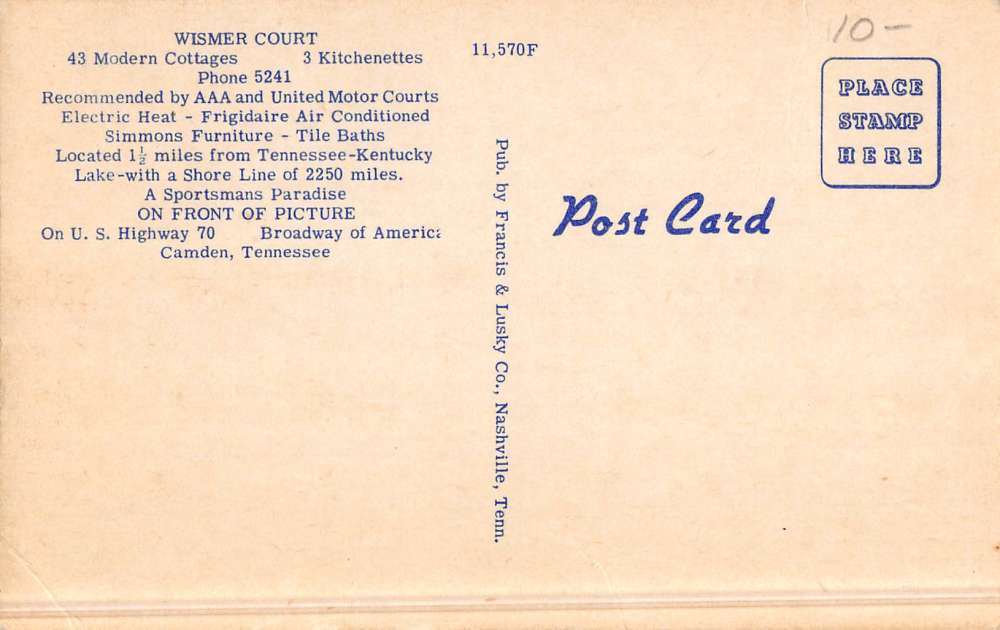 WISMER COURT
43 Modern Cottages 3 Kitchenettes
Phone 5241
Recommended by AAA and United Motor Courts
Electric Heat - Frigidaire Air Conditioned
Simmons Furniture - Tile Baths
Located 1½ miles from Tennessee-Kentucky
Lake-with a Shore Line of 2250 miles.
A Sportsmans Paradise
ON FRONT OF PICTURE
On U. S. Highway 70 Broadway of America
Camden, Tennessee
11,570F
Pub. by Francis & Lusky Co., Nashville, Tenn.
Post Card
10-
PLACE
STAMP
HERE